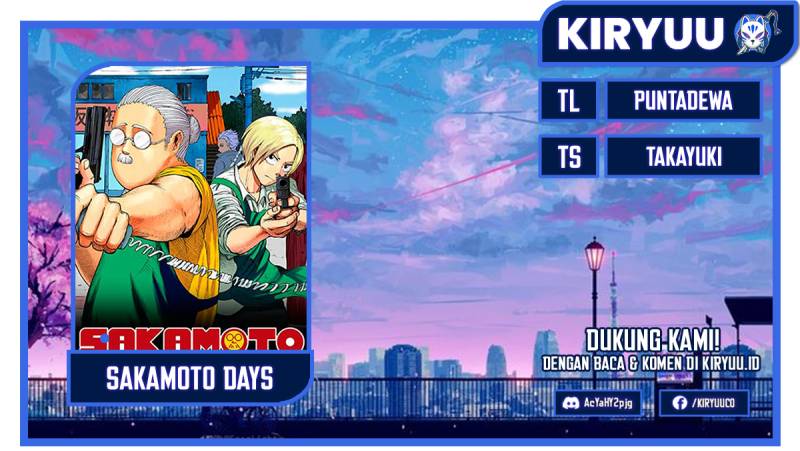 KIRYUU
TL
PUNTADEWA
TS
TAKAYUKI
SAKAMOTO
SAKAMOTO DAYS
DUKUNG KAMI!
DENGAN BACA & KOMEN DI KIRYUU.ID
AcYaHY2pjg
/KIRYUUCO